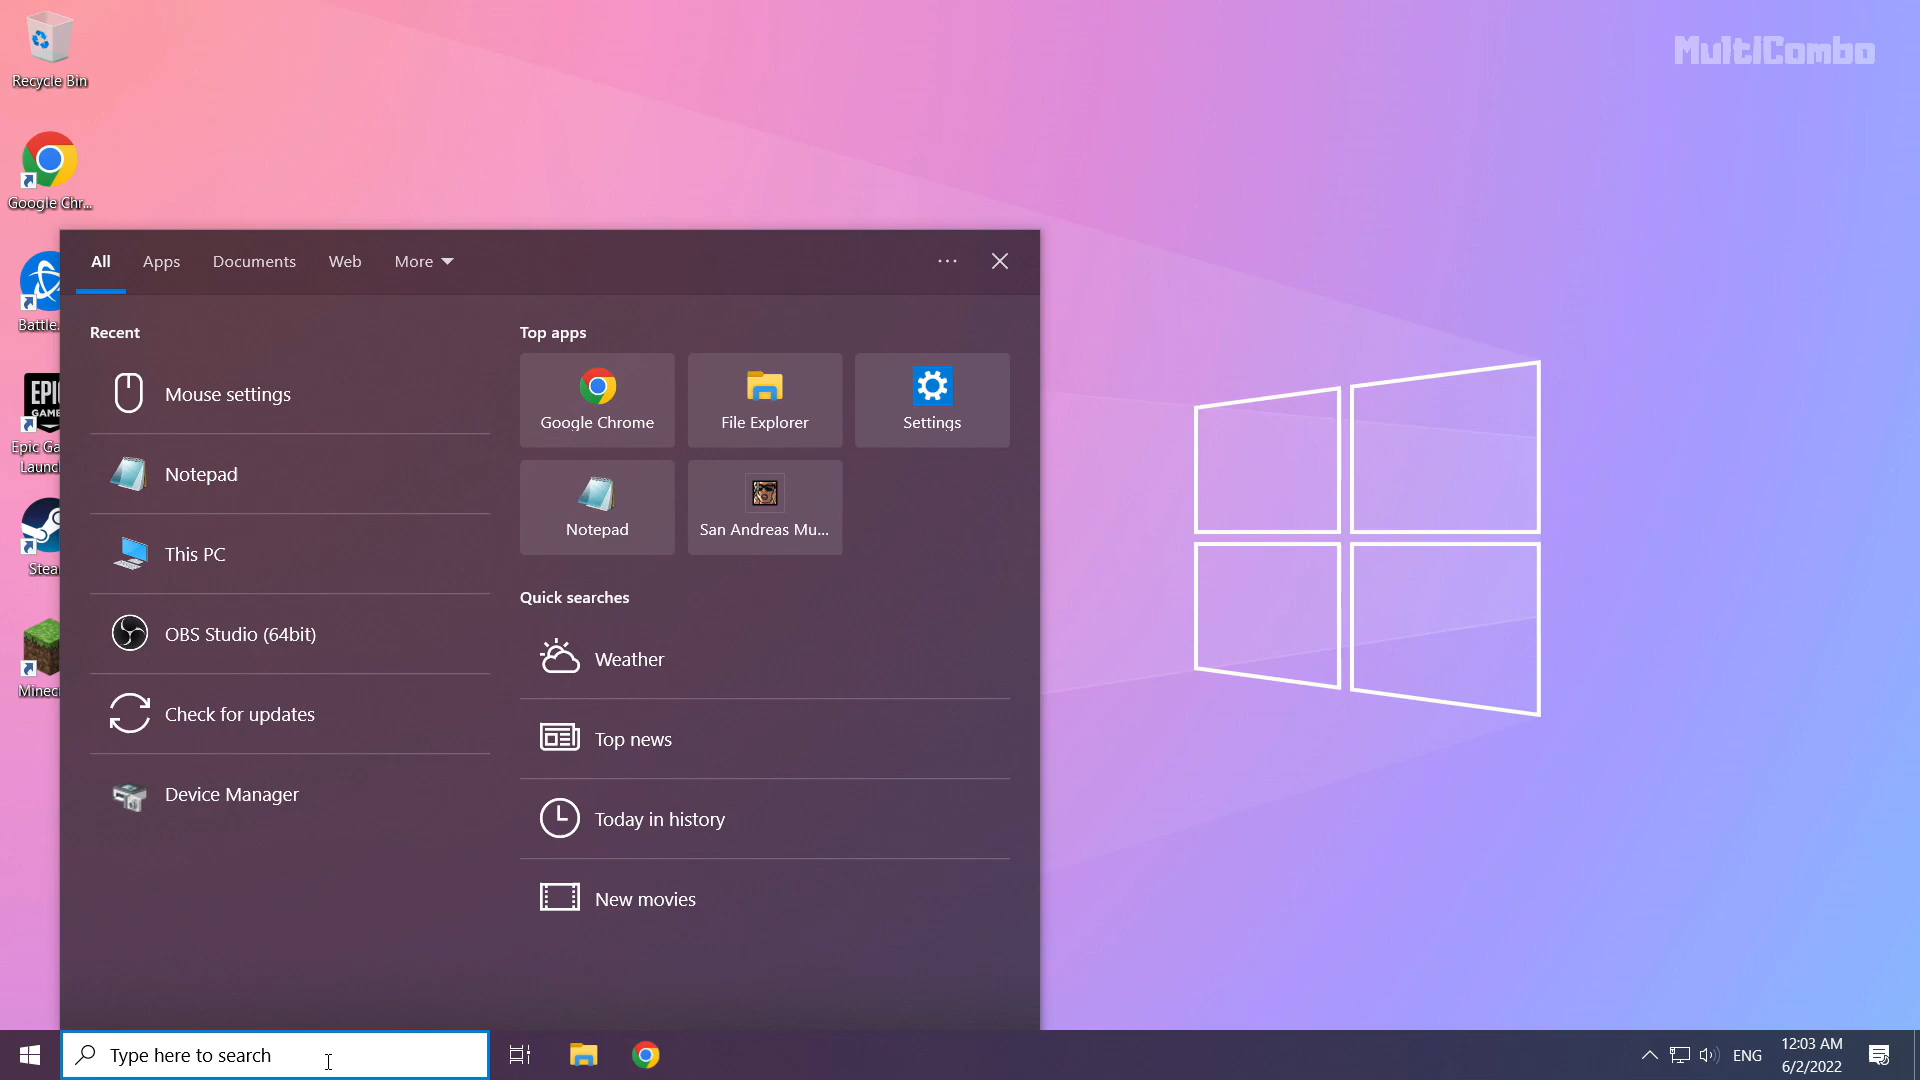 MultiCombo
Recycle Bin
Google Chr...
Battle.
Epic Ga
Launc
Stea
Minec
All
Apps
Documents
Web
More
Recent
Mouse settings
Notepad
This PC
OBS Studio (64bit)
Check for updates
Device Manager
Top apps
Google Chrome
File Explorer
Settings
Notepad
San Andreas Mu...
Quick searches
Weather
Top news
Today in history
New movies
Type here to search
ENG
12:03 AM
6/2/2022